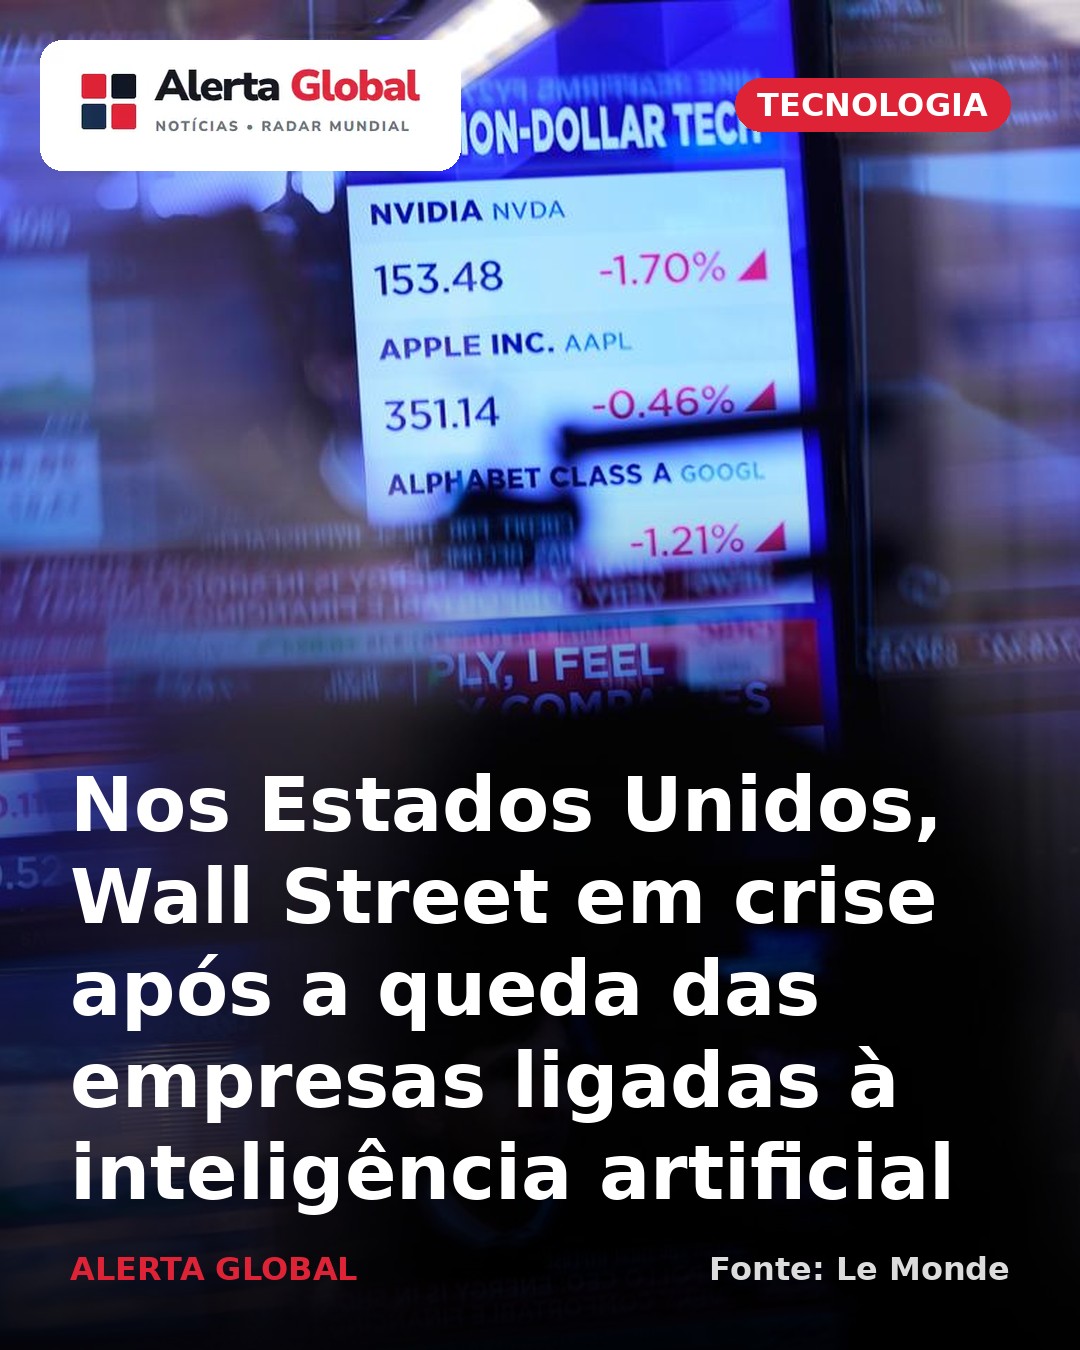 Alerta Global
NOTÍCIAS • RADAR MUNDIAL
TECNOLOGIA
ION-DOLLAR TECH
NVIDIA NVDA
153.48 -1.70%
APPLE INC. AAPL
351.14 -0.46%
ALPHABET CLASS A GOOGL
-1.21%
PLY, I FEEL
Nos Estados Unidos,
Wall Street em crise
após a queda das
empresas ligadas à
inteligência artificial
ALERTA GLOBAL
Fonte: Le Monde